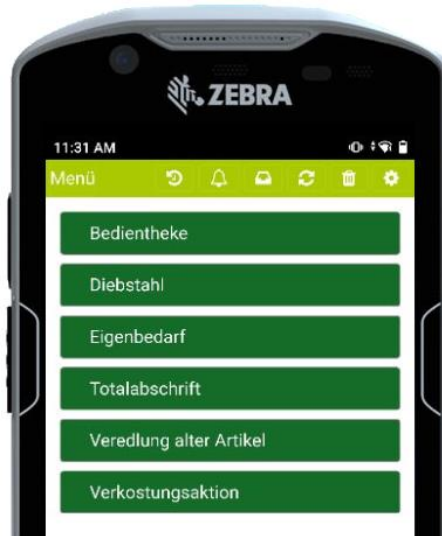 ZEBRA
11:31 AM
Menü
Bedientheke
Diebstahl
Eigenbedarf
Totalabschrift
Veredlung alter Artikel
Verkostungsaktion